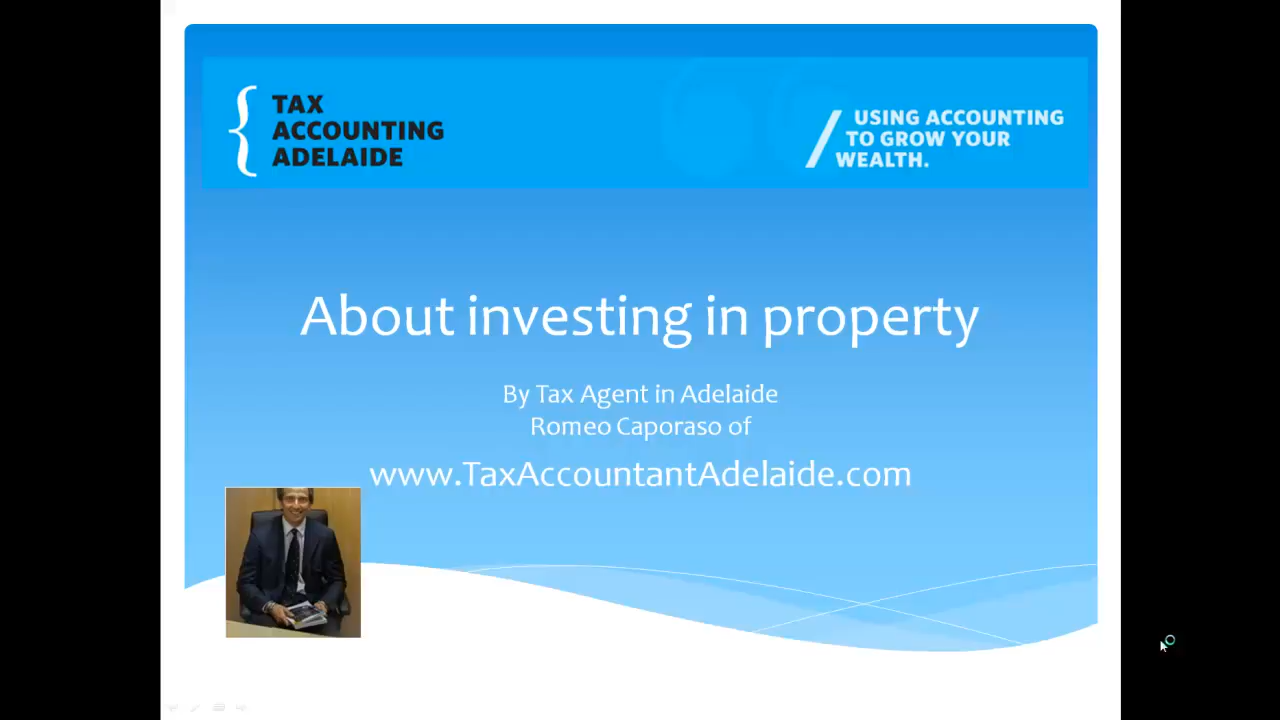 TAX
ACCOUNTING
ADELAIDE
USING ACCOUNTING
TO GROW YOUR
WEALTH.
About investing in property
By Tax Agent in Adelaide
Romeo Caporaso of
www.TaxAccountantAdelaide.com